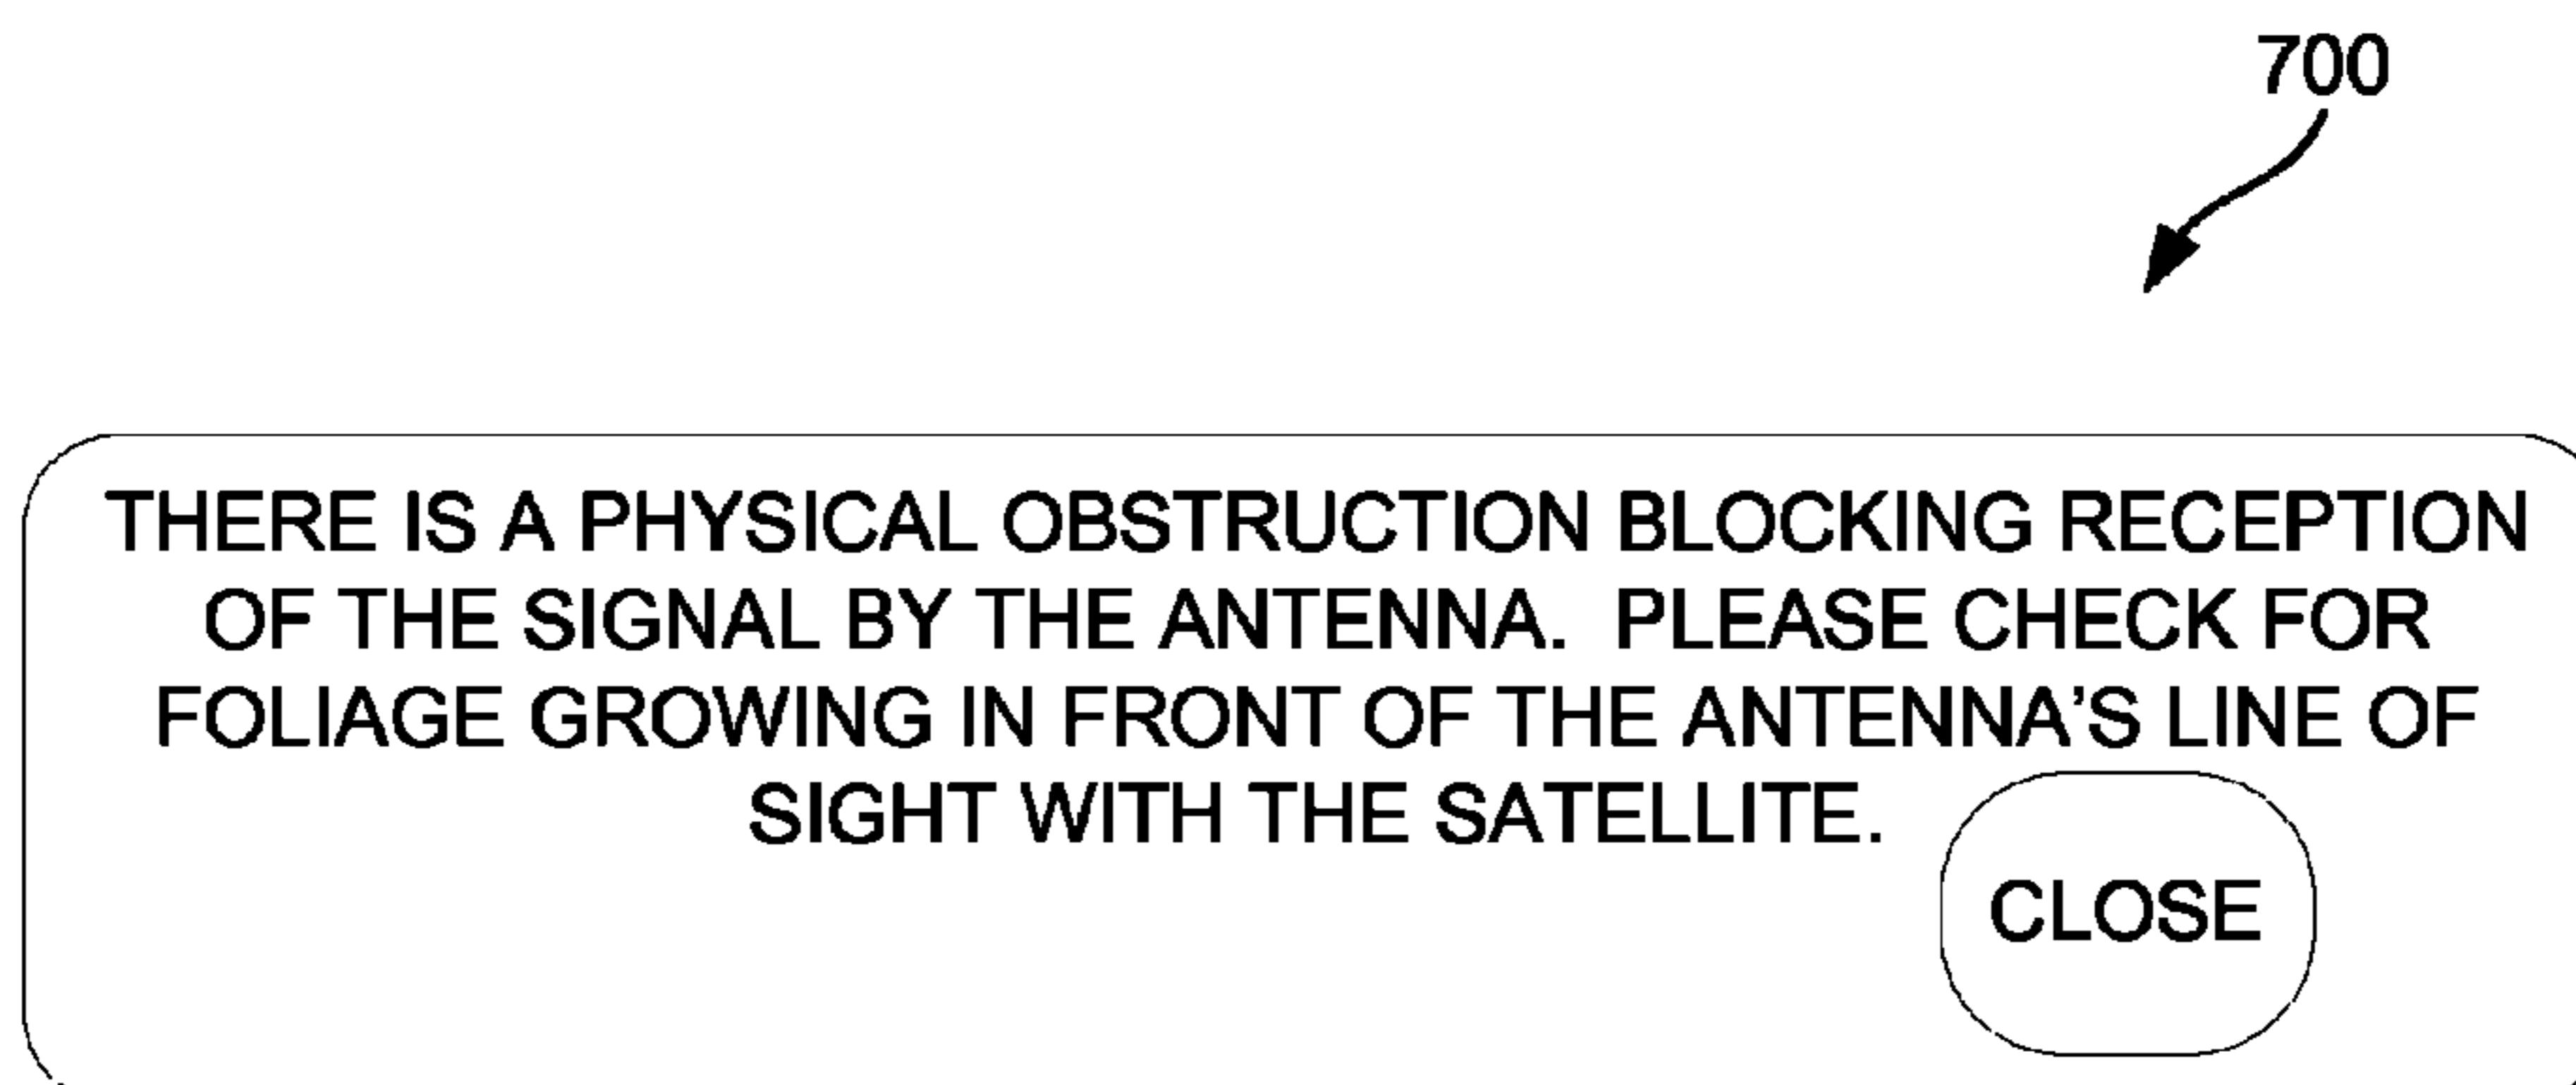 700
THERE IS A PHYSICAL OBSTRUCTION BLOCKING RECEPTION
OF THE SIGNAL BY THE ANTENNA.  PLEASE CHECK FOR
FOLIAGE GROWING IN FRONT OF THE ANTENNA’S LINE OF
SIGHT WITH THE SATELLITE.
CLOSE